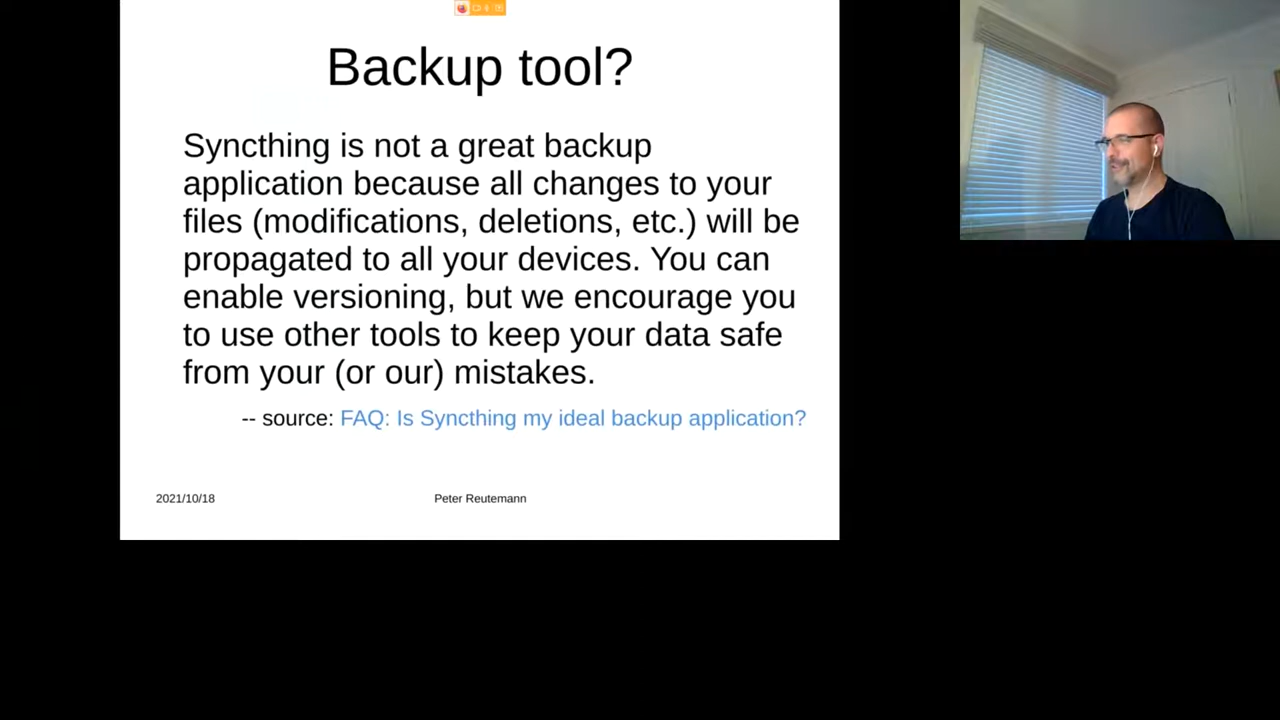 Backup tool?
Syncthing is not a great backup
application because all changes to your
files (modifications, deletions, etc.) will be
propagated to all your devices. You can
enable versioning, but we encourage you
to use other tools to keep your data safe
from your (or our) mistakes.
-- source: FAQ: Is Syncthing my ideal backup application?
2021/10/18
Peter Reutemann